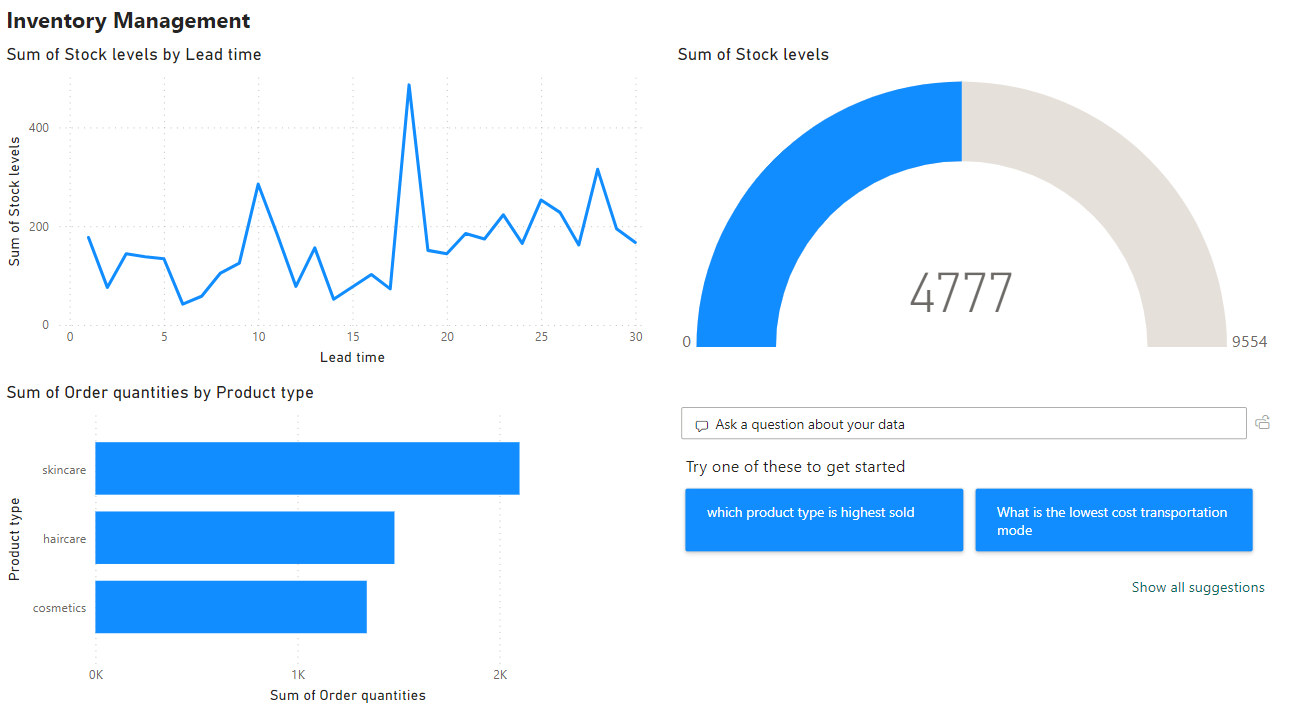 Inventory Management
Sum of Stock levels by Lead time
Sum of Stock levels
400
200
0
0
5
10
15
20
25
30
Lead time
Sum of Stock levels
4777
0
9554
Sum of Order quantities by Product type
Product type
skincare
haircare
cosmetics
0K
1K
2K
Sum of Order quantities
Ask a question about your data
Try one of these to get started
which product type is highest sold
What is the lowest cost transportation
mode
Show all suggestions